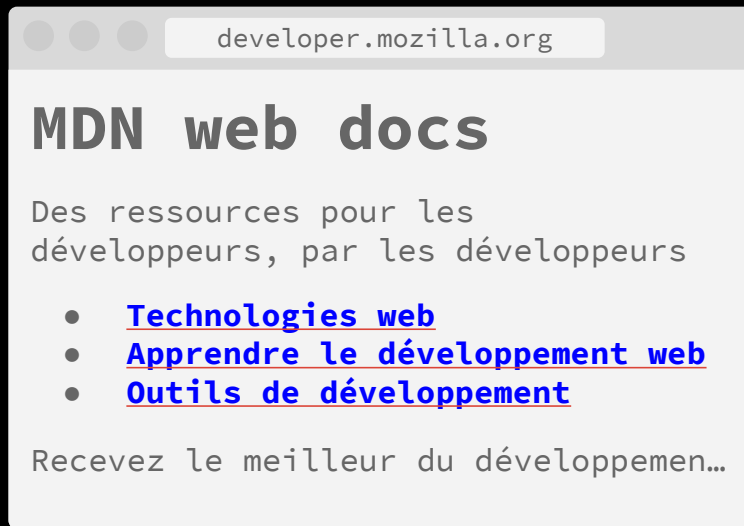 developer.mozilla.org
MDN web docs
Des ressources pour les
développeurs, par les développeurs
● Technologies web
● Apprendre le développement web
● Outils de développement
Recevez le meilleur du développemen…